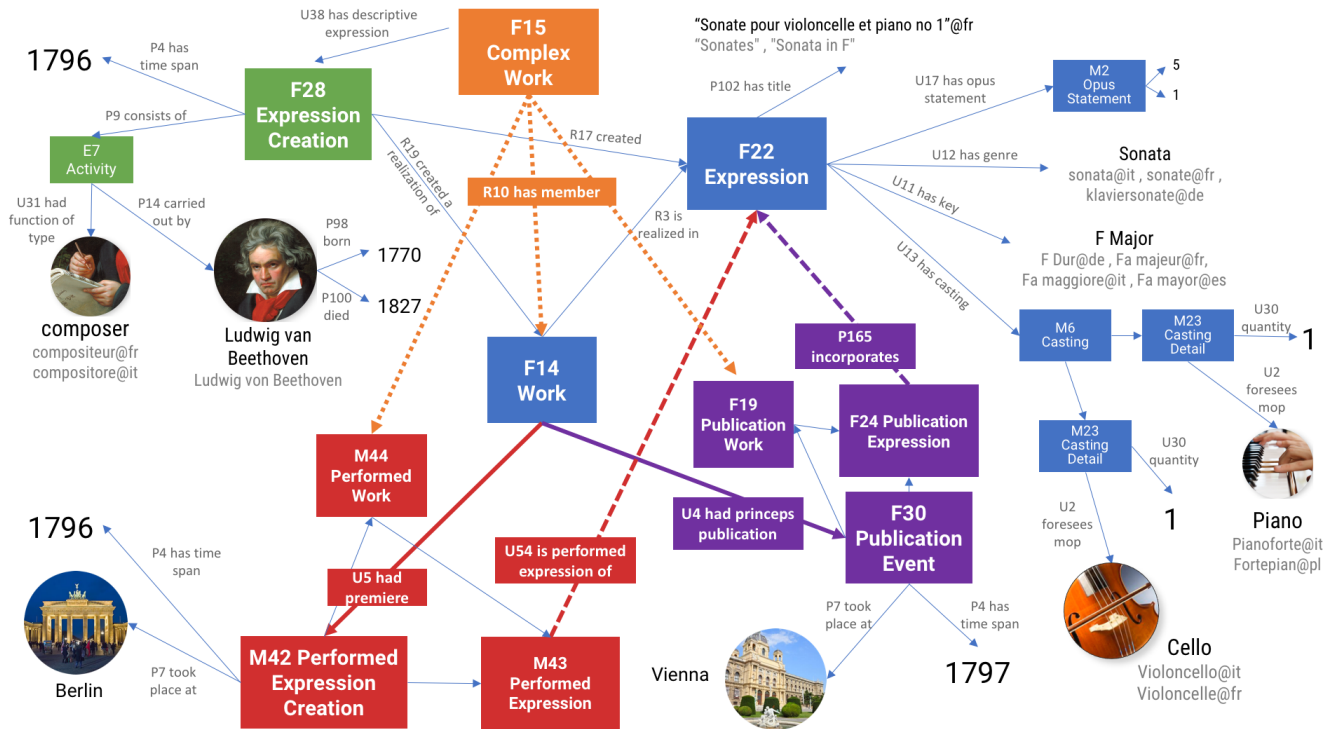 U38 has descriptive
expression
F15
Complex
Work
“Sonate pour violoncelle et piano no 1”@fr
“Sonates" , "Sonata in F"
1796
P4 has
time span
F28
Expression
Creation
P102 has title
U17 has opus
statement
M2
Opus
Statement
5
1
P9 consists of
E7
Activity
R17 created
R19 created a
realization of
F22
Expression
U12 has genre
Sonata
sonata@it , sonate@fr ,
klaviersonate@de
U31 had
function of
type
P14 carried
out by
R10 has member
R3 is
realized in
U11 has key
F Major
F Dur@de , Fa majeur@fr,
Fa maggiore@it , Fa mayor@es
P98
born
1770
P100
died
1827
U13 has casting
composer
compositeur@fr
compositore@it
Ludwig van
Beethoven
Ludwig von Beethoven
F14
Work
P165
incorporates
M6
Casting
M23
Casting
Detail
U30
quantity
1
U2
foresees
mop
F19
Publication
Work
F24 Publication
Expression
M23
Casting
Detail
U30
quantity
1
M44
Performed
Work
U4 had princeps
publication
F30
Publication
Event
U2
foresees
mop
Piano
Pianoforte@it
Fortepian@pl
1796
P4 has time
span
U54 is performed
expression of
U5 had
premiere
P7 took
place at
P4 has
time span
Berlin
P7 took
place at
M42 Performed
Expression
Creation
M43
Performed
Expression
Vienna
1797
Cello
Violoncello@it
Violoncelle@fr